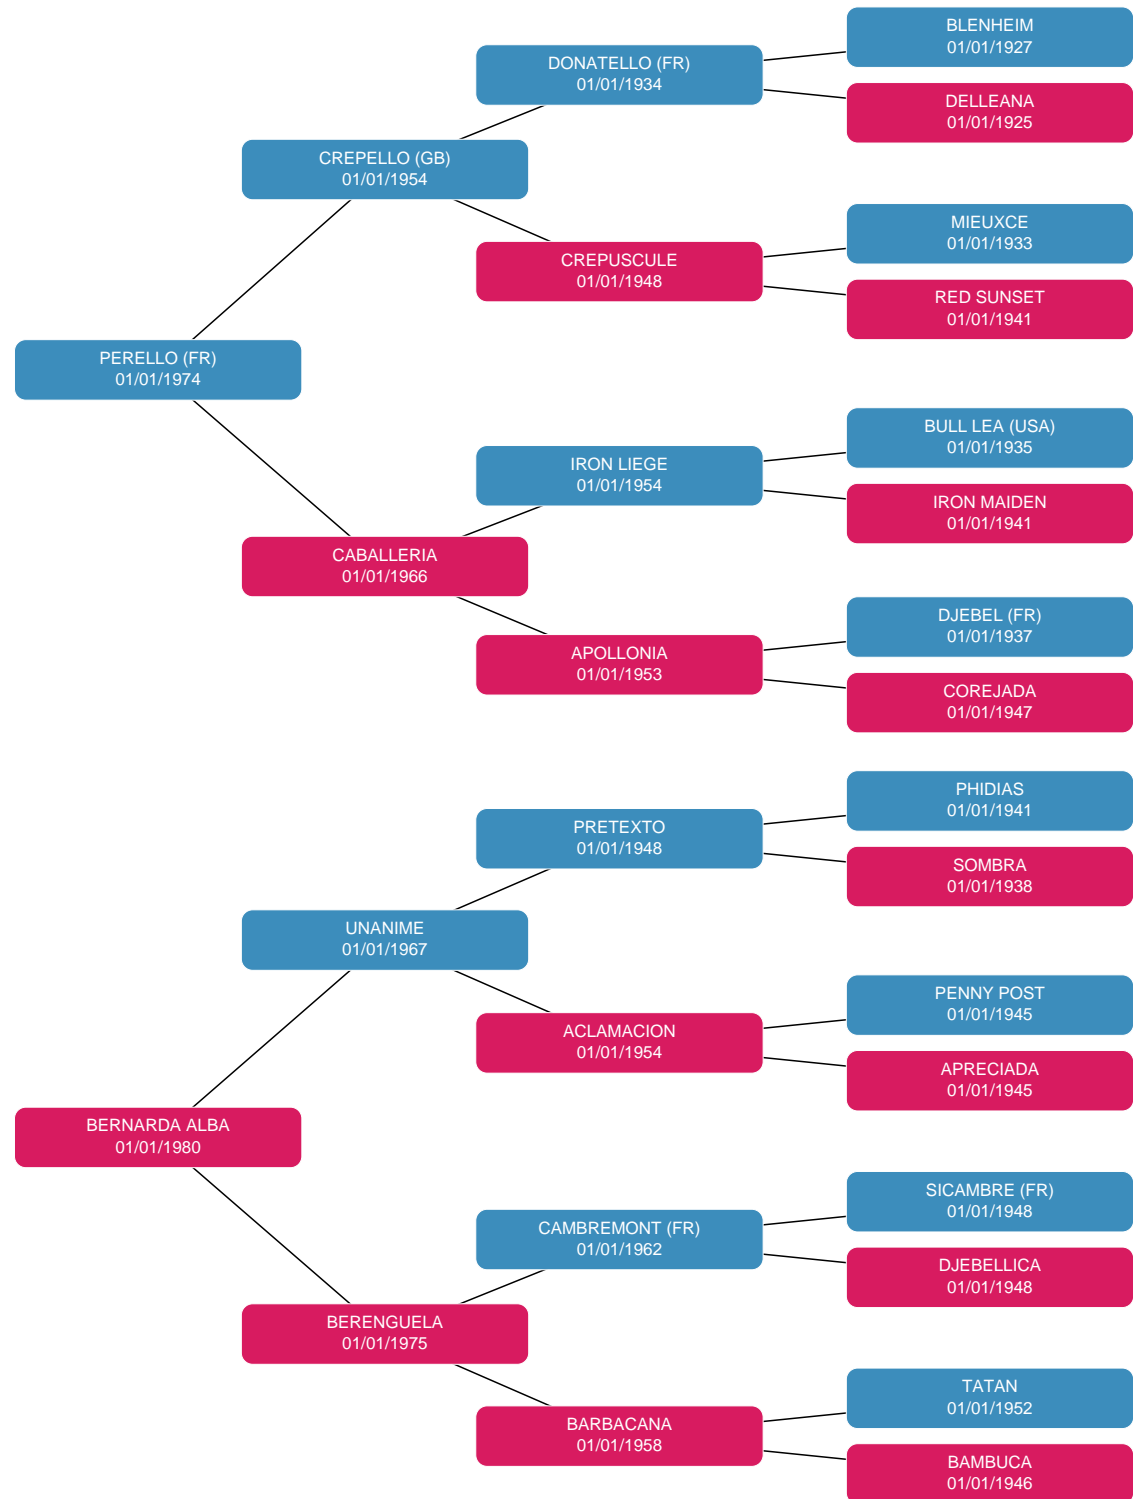 BLENHEIM
01/01/1927
DONATELLO (FR)
01/01/1934
DELLEANA
01/01/1925
CREPELLO (GB)
01/01/1954
MIEUXCE
01/01/1933
CREPUSCULE
01/01/1948
RED SUNSET
01/01/1941
PERELLO (FR)
01/01/1974
BULL LEA (USA)
01/01/1935
IRON LIEGE
01/01/1954
IRON MAIDEN
01/01/1941
CABALLERIA
01/01/1966
DJEBEL (FR)
01/01/1937
APOLLONIA
01/01/1953
COREJADA
01/01/1947
PHIDIAS
01/01/1941
PRETEXTO
01/01/1948
SOMBRA
01/01/1938
UNANIME
01/01/1967
PENNY POST
01/01/1945
ACLAMACION
01/01/1954
APRECIADA
01/01/1945
BERNARDA ALBA
01/01/1980
SICAMBRE (FR)
01/01/1948
CAMBREMONT (FR)
01/01/1962
DJEBELLICA
01/01/1948
BERENGUELA
01/01/1975
TATAN
01/01/1952
BARBACANA
01/01/1958
BAMBUCA
01/01/1946